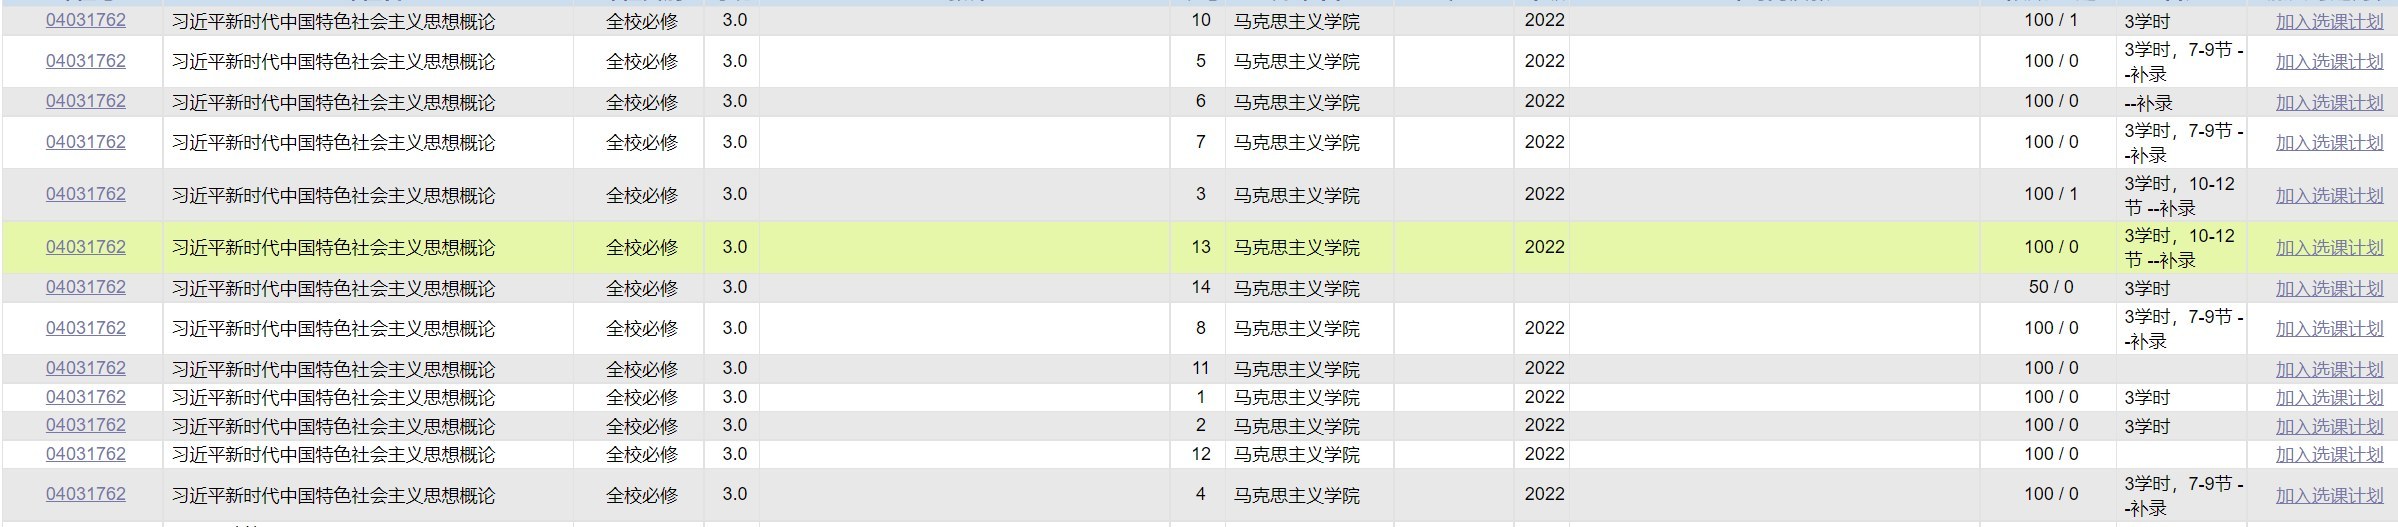 04031762 习近平新时代中国特色社会主义思想概论 全校必修 3.0 10 马克思主义学院 2022 100 / 1 3学时 加入选课计划
04031762 习近平新时代中国特色社会主义思想概论 全校必修 3.0 5 马克思主义学院 2022 100 / 0 3学时，7-9节 -
-补录 加入选课计划
04031762 习近平新时代中国特色社会主义思想概论 全校必修 3.0 6 马克思主义学院 2022 100 / 0 --补录 加入选课计划
04031762 习近平新时代中国特色社会主义思想概论 全校必修 3.0 7 马克思主义学院 2022 100 / 0 3学时，7-9节 -
-补录 加入选课计划
04031762 习近平新时代中国特色社会主义思想概论 全校必修 3.0 3 马克思主义学院 2022 100 / 1 3学时，10-12
节 --补录 加入选课计划
04031762 习近平新时代中国特色社会主义思想概论 全校必修 3.0 13 马克思主义学院 2022 100 / 0 3学时，10-12
节 --补录 加入选课计划
04031762 习近平新时代中国特色社会主义思想概论 全校必修 3.0 14 马克思主义学院 50 / 0 3学时 加入选课计划
04031762 习近平新时代中国特色社会主义思想概论 全校必修 3.0 8 马克思主义学院 2022 100 / 0 3学时，7-9节 -
-补录 加入选课计划
04031762 习近平新时代中国特色社会主义思想概论 全校必修 3.0 11 马克思主义学院 2022 100 / 0 加入选课计划
04031762 习近平新时代中国特色社会主义思想概论 全校必修 3.0 1 马克思主义学院 2022 100 / 0 3学时 加入选课计划
04031762 习近平新时代中国特色社会主义思想概论 全校必修 3.0 2 马克思主义学院 2022 100 / 0 3学时 加入选课计划
04031762 习近平新时代中国特色社会主义思想概论 全校必修 3.0 12 马克思主义学院 2022 100 / 0 加入选课计划
04031762 习近平新时代中国特色社会主义思想概论 全校必修 3.0 4 马克思主义学院 2022 100 / 0 3学时，7-9节 -
-补录 加入选课计划